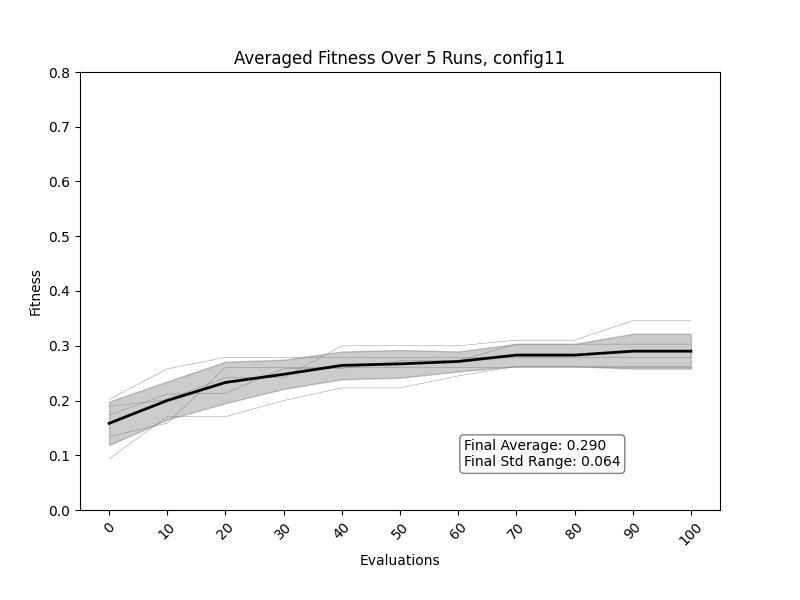 Averaged Fitness Over 5 Runs, config11
0.8
0.7
0.6
0.5
0.4
0.3
0.2
0.1
0.0
Fitness
Final Average: 0.290
Final Std Range: 0.064
0 10 20 30 40 50 60 70 80 90 100
Evaluations